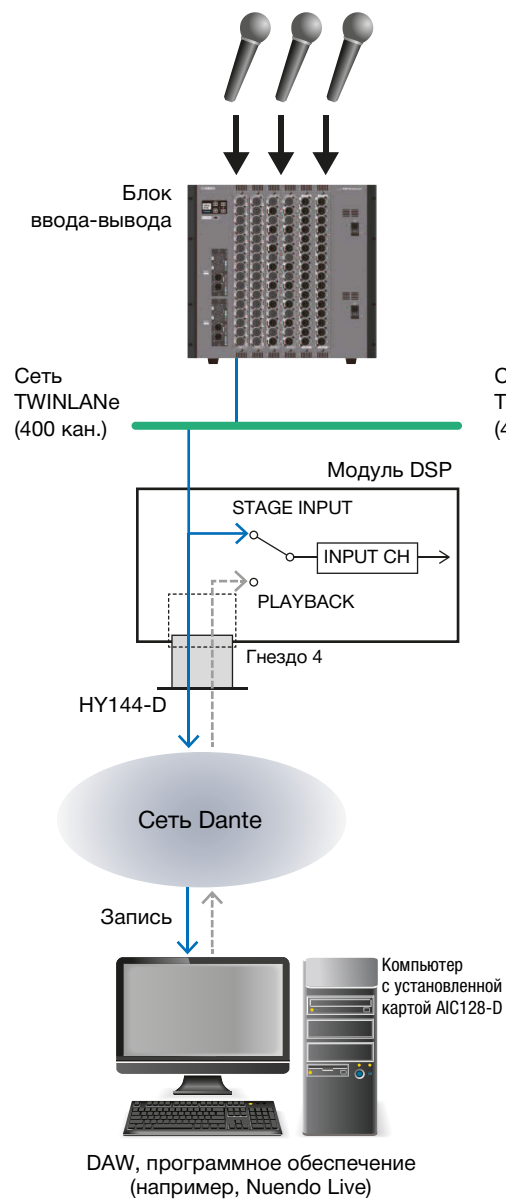 Блок
ввода-вывода
Сеть
TWINLANe
(400 кан.)
С
T
(4
Модуль DSP
STAGE INPUT
INPUT CH
PLAYBACK
Гнездо 4
HY144-D
Сеть Dante
Запись
Компьютер
с установленной
картой AIC128-D
DAW, программное обеспечение
(например, Nuendo Live)